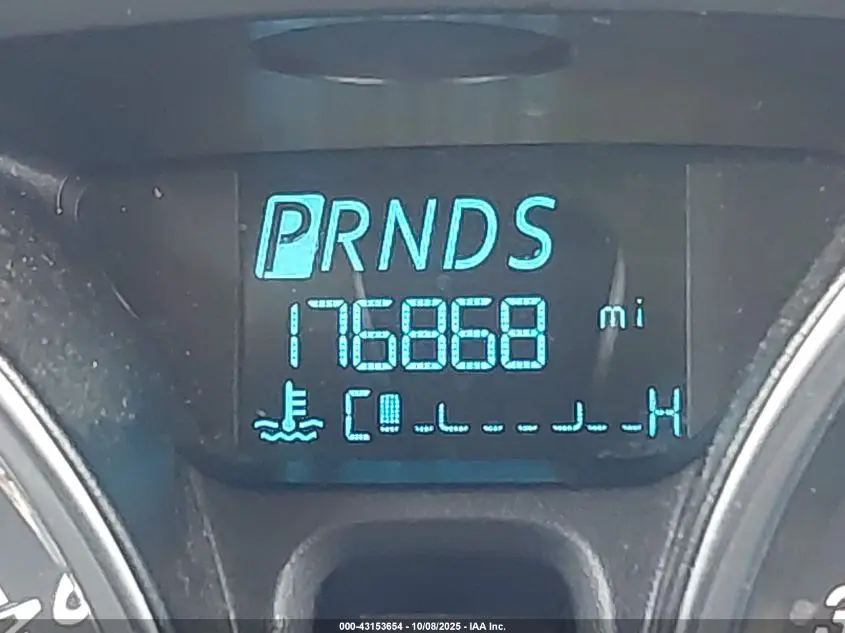 PRNDS
176868 mi
C H
000-43153654 - 10/08/2025 - IAA Inc.